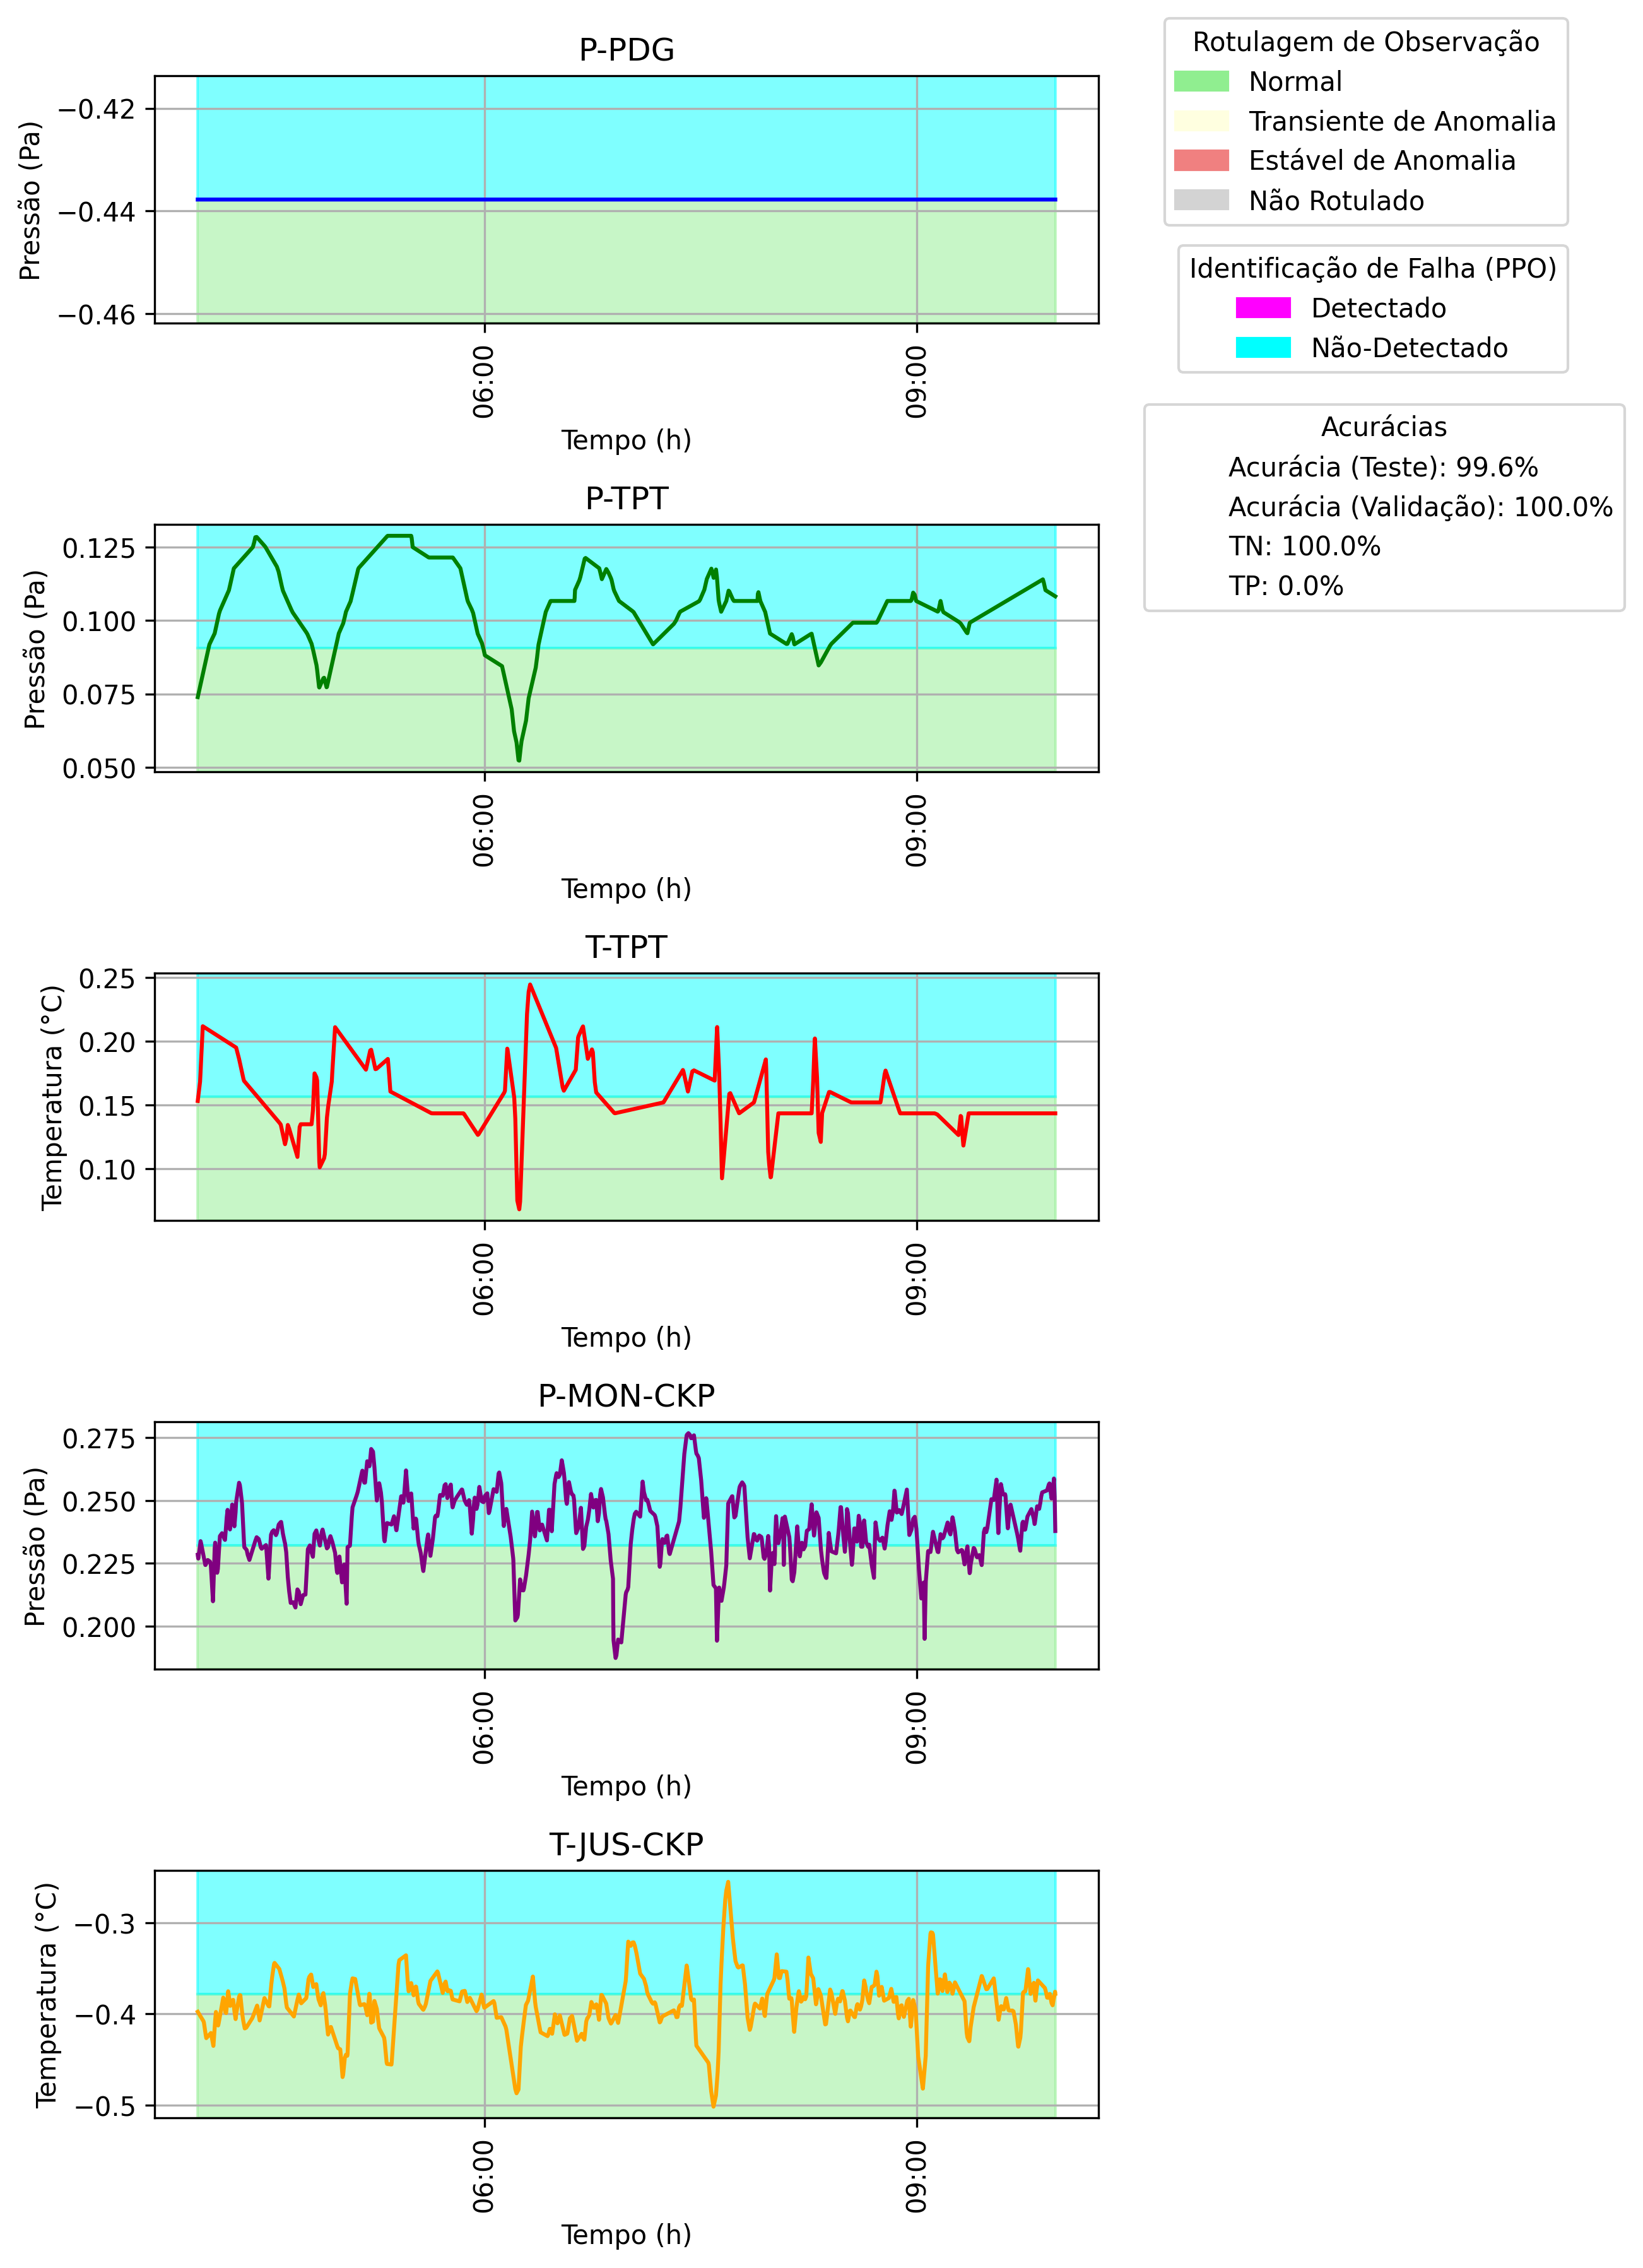 P-PDG
Pressão (Pa)
−0.42
−0.44
−0.46
06:00
09:00
Tempo (h)
P-TPT
Pressão (Pa)
0.125
0.100
0.075
0.050
06:00
09:00
Tempo (h)
T-TPT
Temperatura (°C)
0.25
0.20
0.15
0.10
06:00
09:00
Tempo (h)
P-MON-CKP
Pressão (Pa)
0.275
0.250
0.225
0.200
06:00
09:00
Tempo (h)
T-JUS-CKP
Temperatura (°C)
−0.3
−0.4
−0.5
06:00
09:00
Tempo (h)
Rotulagem de Observação
Normal
Transiente de Anomalia
Estável de Anomalia
Não Rotulado
Identificação de Falha (PPO)
Detectado
Não-Detectado
Acurácias
Acurácia (Teste): 99.6%
Acurácia (Validação): 100.0%
TN: 100.0%
TP: 0.0%